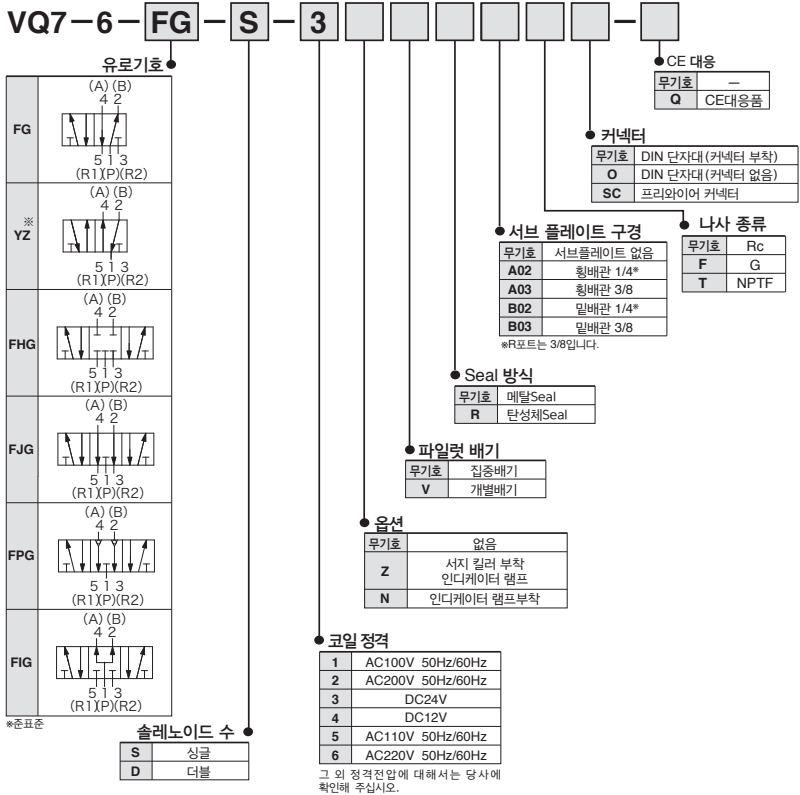 VQ7－6－FG－S－3 － 
유로기호
FG
(A) (B)
4 2
5 1 3
(R1)(P)(R2)
※
YZ
(A) (B)
4 2
5 1 3
(R1)(P)(R2)
FHG
(A) (B)
4 2
5 1 3
(R1)(P)(R2)
FJG
(A) (B)
4 2
5 1 3
(R1)(P)(R2)
FPG
(A) (B)
4 2
5 1 3
(R1)(P)(R2)
FIG
(A) (B)
4 2
5 1 3
(R1)(P)(R2)
※준표준
솔레노이드 수
S 싱글
D 더블
코일 정격
1 AC100V 50Hz/60Hz
2 AC200V 50Hz/60Hz
3 DC24V
4 DC12V
5 AC110V 50Hz/60Hz
6 AC220V 50Hz/60Hz
그 외 정격전압에 대해서는 당사에
확인해 주십시오.
옵션
무기호 없음
Z 서지 킬러 부착
인디케이터 램프
N 인디케이터 램프부착
파일럿 배기
무기호 집중배기
V 개별배기
Seal 방식
무기호 메탈Seal
R 탄성체Seal
서브 플레이트 구경
무기호 서브플레이트 없음
A02 횡배관 1/4※
A03 횡배관 3/8
B02 밑배관 1/4※
B03 밑배관 3/8
※R포트는 3/8입니다.
나사 종류
무기호 Rc
F G
T NPTF
커넥터
무기호 DIN 단자대(커넥터 부착)
O DIN 단자대(커넥터 없음)
SC 프리와이어 커넥터
CE 대응
무기호 －
Q CE대응품